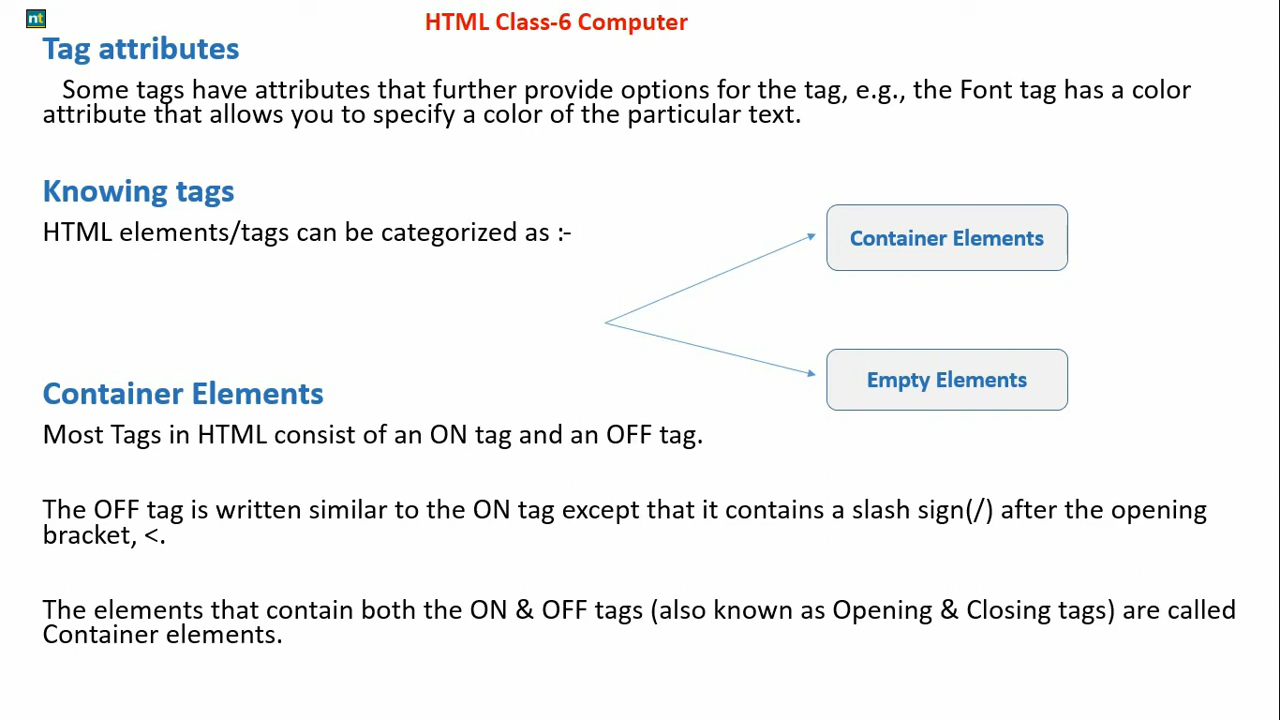 nt
HTML Class-6 Computer
Tag attributes
Some tags have attributes that further provide options for the tag, e.g., the Font tag has a color
attribute that allows you to specify a color of the particular text.
Knowing tags
HTML elements/tags can be categorized as :-
Container Elements
Empty Elements
Container Elements
Most Tags in HTML consist of an ON tag and an OFF tag.
The OFF tag is written similar to the ON tag except that it contains a slash sign(/) after the opening
bracket, <.
The elements that contain both the ON & OFF tags (also known as Opening & Closing tags) are called
Container elements.